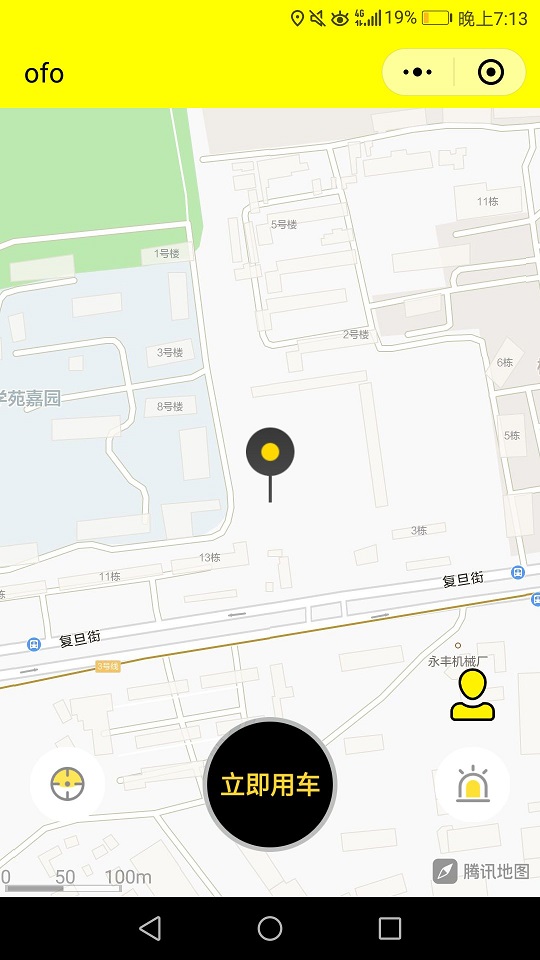 4G 19% 晚上7:13
ofo
11栋
5号楼
1号楼
2号楼
3号楼
6栋
学苑嘉园
8号楼
5栋
3栋
13栋
11栋
复旦街
复旦街
3号线
永丰机械厂
立即用车
0 50 100m
腾讯地图